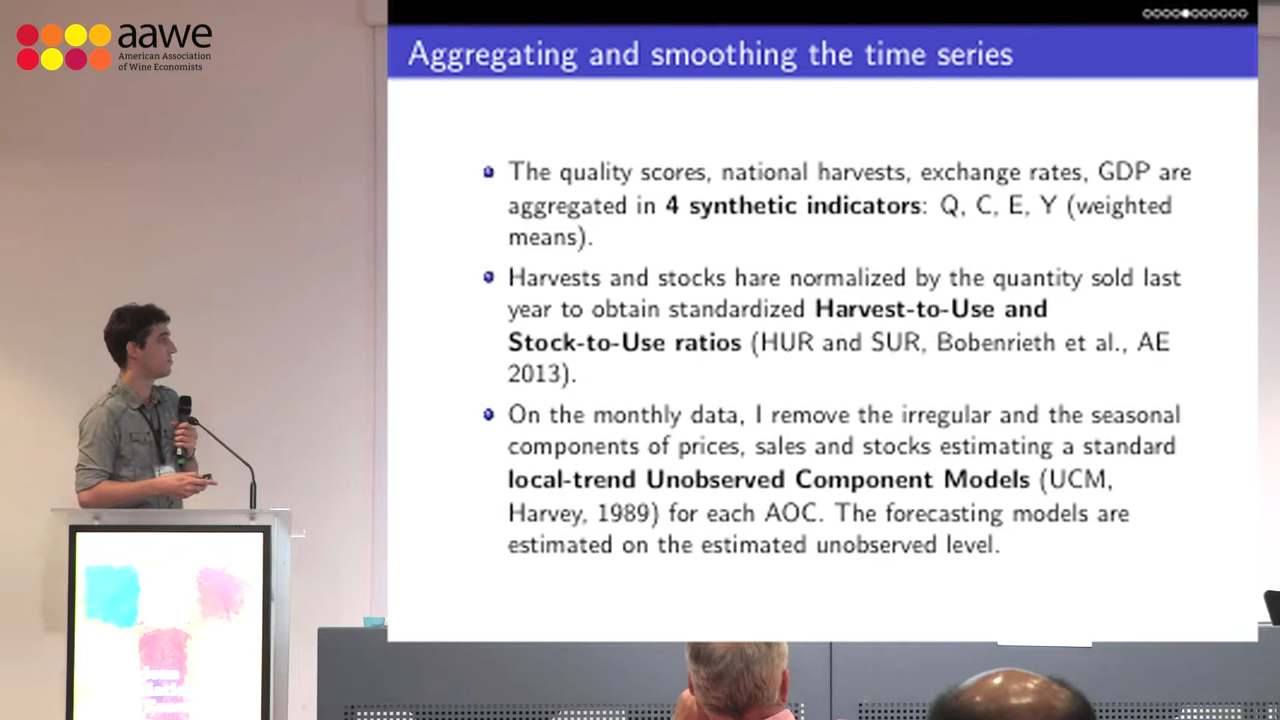 aawe
American Association
of Wine Economists
Aggregating and smoothing the time series
The quality scores, national harvests, exchange rates, GDP are
aggregated in 4 synthetic indicators: Q, C, E, Y (weighted
means).
Harvests and stocks hare normalized by the quantity sold last
year to obtain standardized Harvest-to-Use and
Stock-to-Use ratios (HUR and SUR, Bobenrieth et al., AE
2013).
On the monthly data, I remove the irregular and the seasonal
components of prices, sales and stocks estimating a standard
local-trend Unobserved Component Models (UCM,
Harvey, 1989) for each AOC. The forecasting models are
estimated on the estimated unobserved level.